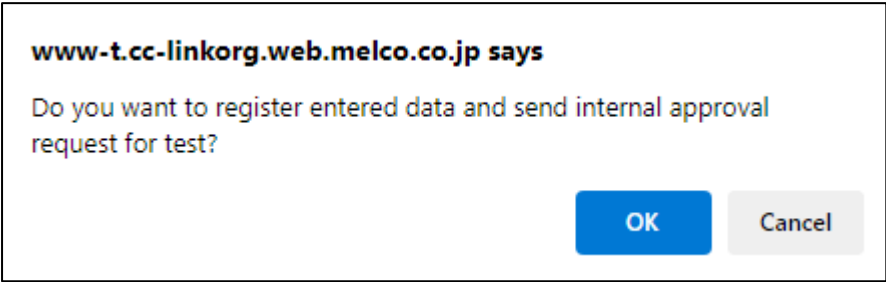 www-t.cc-linkorg.web.melco.co.jp says
Do you want to register entered data and send internal approval
request for test?
OK
Cancel